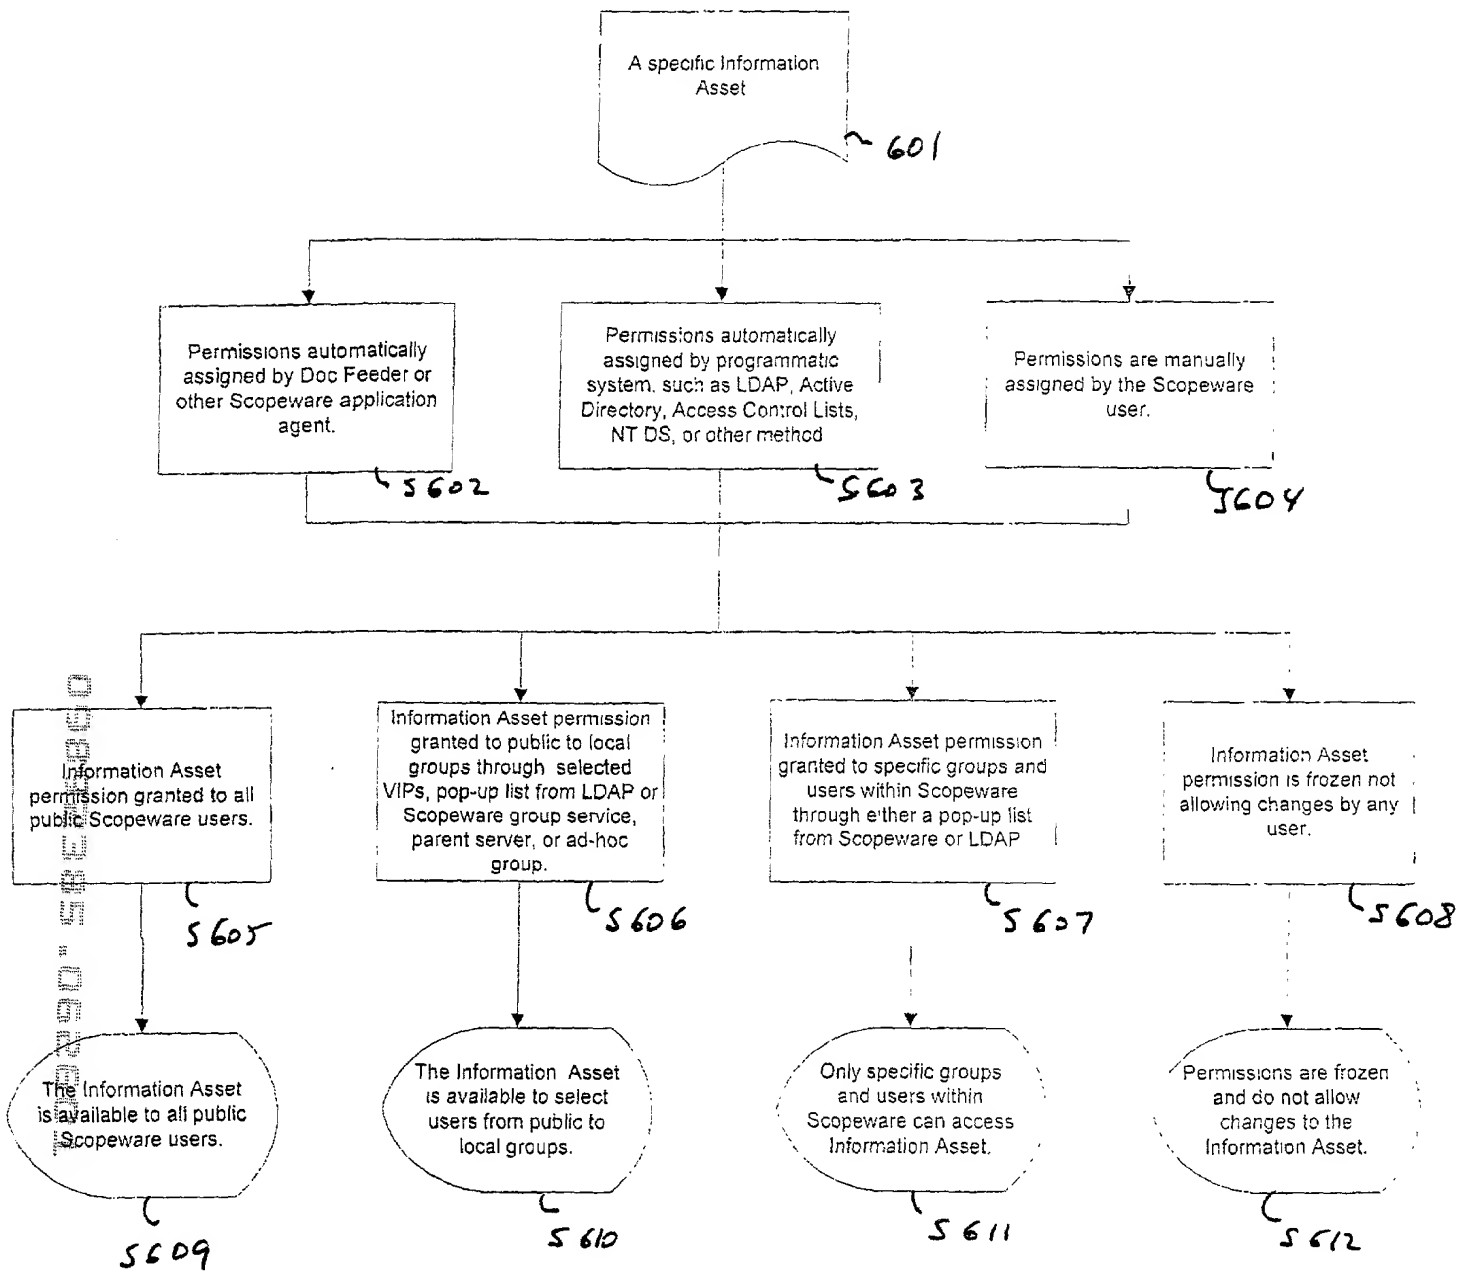 A specific Information
Asset
601
Permissions automatically
assigned by Doc Feeder or
other Scopeware application
agent.
S602
Permissions automatically
assigned by programmatic
system, such as LDAP, Active
Directory, Access Control Lists,
NT DS, or other method
S603
Permissions are manually
assigned by the Scopeware
user.
S604
Information Asset
permission granted to all
public Scopeware users.
S605
Information Asset permission
granted to public to local
groups through selected
VIPs, pop-up list from LDAP or
Scopeware group service,
parent server, or ad-hoc
group.
S606
Information Asset permission
granted to specific groups and
users within Scopeware
through either a pop-up list
from Scopeware or LDAP
S607
Information Asset
permission is frozen not
allowing changes by any
user.
S608
The Information Asset
is available to all public
Scopeware users.
S609
The Information Asset
is available to select
users from public to
local groups.
S610
Only specific groups
and users within
Scopeware can access
Information Asset.
S611
Permissions are frozen
and do not allow
changes to the
Information Asset.
S612